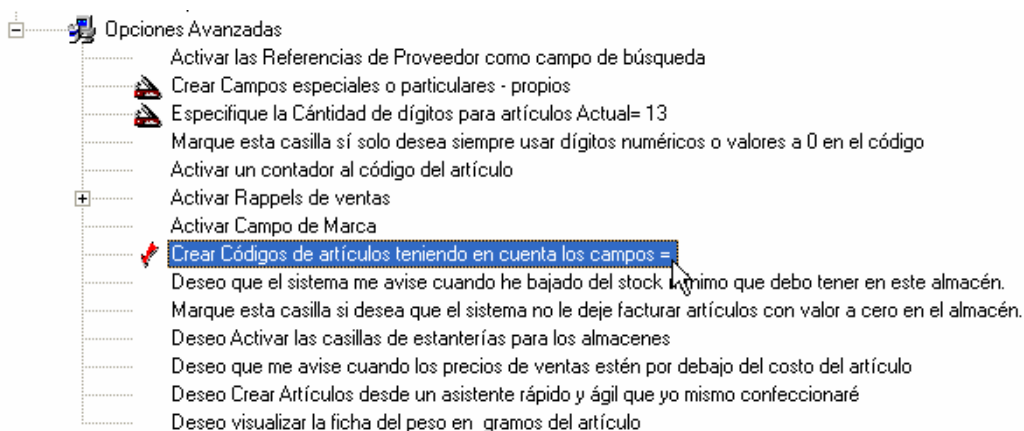 Opciones Avanzadas
Activar las Referencias de Proveedor como campo de búsqueda
Crear Campos especiales o particulares - propios
Especifique la Cántidad de dígitos para artículos Actual= 13
Marque esta casilla sí solo desea siempre usar dígitos numéricos o valores a 0 en el código
Activar un contador al código del artículo
Activar Rappels de ventas
Activar Campo de Marca
Crear Códigos de artículos teniendo en cuenta los campos =
Deseo que el sistema me avise cuando he bajado del stock que debo tener en este almacén.
Marque esta casilla si desea que el sistema no le deje facturar artículos con valor a cero en el almacén.
Deseo Activar las casillas de estanterías para los almacenes
Deseo que me avise cuando los precios de ventas estén por debajo del costo del artículo
Deseo Crear Artículos desde un asistente rápido y ágil que yo mismo confeccionaré
Deseo visualizar la ficha del peso en gramos del artículo